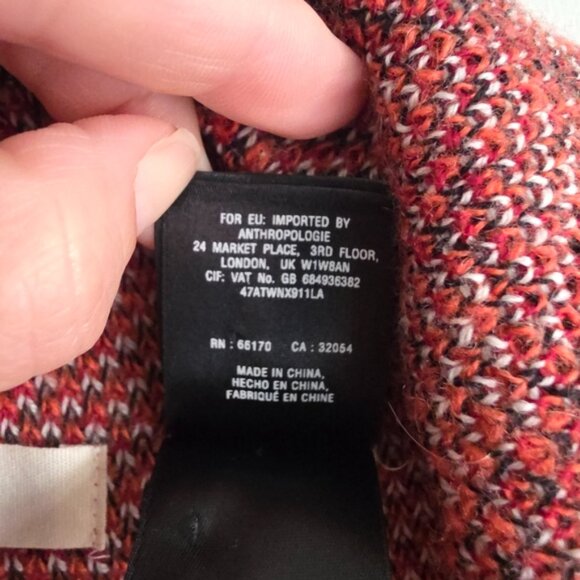 FOR EU: IMPORTED BY
ANTHROPOLOGIE
24 MARKET PLACE, 3RD FLOOR,
LONDON, UK W1W8AN
CIF: VAT No. GB 684936382
47ATWNX911LA
RN : 66170 CA : 32054
MADE IN CHINA,
HECHO EN CHINA,
FABRIQUÉ EN CHINE